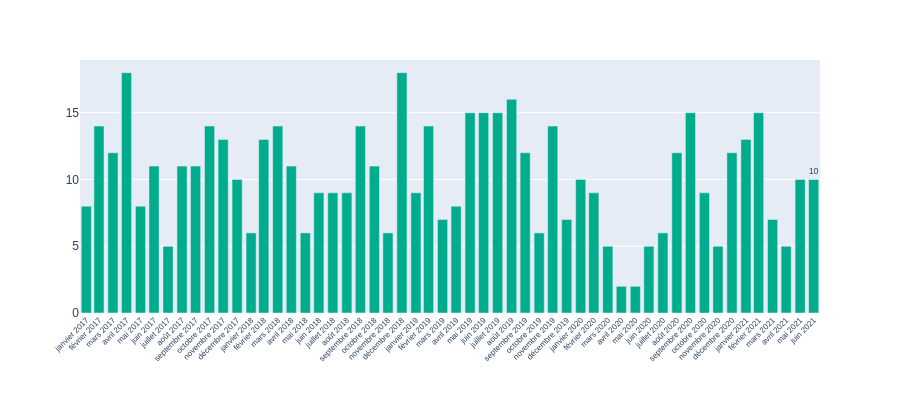 15
10
5
0
10
janvier 2017
février 2017
mars 2017
avril 2017
mai 2017
juin 2017
juillet 2017
août 2017
septembre 2017
octobre 2017
novembre 2017
décembre 2017
janvier 2018
février 2018
mars 2018
avril 2018
mai 2018
juin 2018
juillet 2018
août 2018
septembre 2018
octobre 2018
novembre 2018
décembre 2018
janvier 2019
février 2019
mars 2019
avril 2019
mai 2019
juin 2019
juillet 2019
août 2019
septembre 2019
octobre 2019
novembre 2019
décembre 2019
janvier 2020
février 2020
mars 2020
avril 2020
mai 2020
juin 2020
juillet 2020
août 2020
septembre 2020
octobre 2020
novembre 2020
décembre 2020
janvier 2021
février 2021
mars 2021
avril 2021
mai 2021
juin 2021